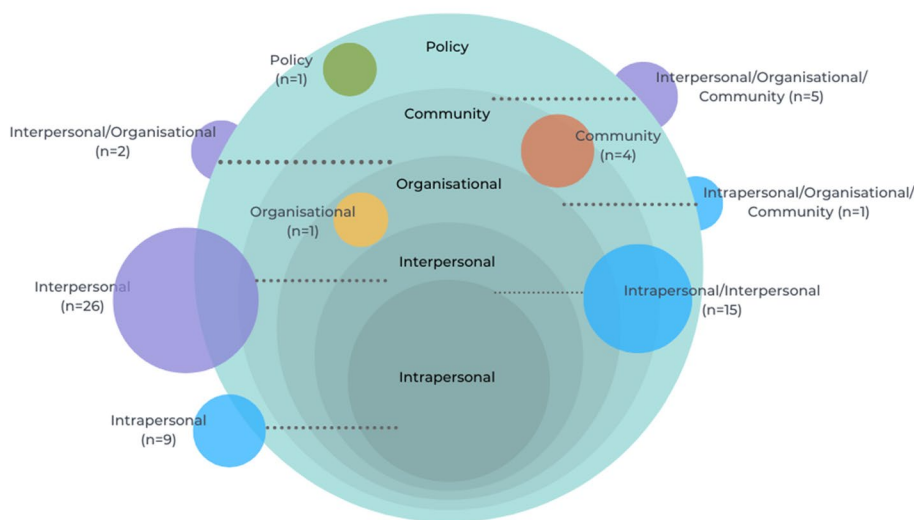 Policy
Policy
(n=1)
Interpersonal/Organisational/
Community (n=5)
Community
Interpersonal/Organisational
(n=2)
Community
(n=4)
Organisational
Intrapersonal/Organisational/
Community (n=1)
Organisational
(n=1)
Interpersonal
Interpersonal
(n=26)
Intrapersonal/Interpersonal
(n=15)
Intrapersonal
Intrapersonal
(n=9)